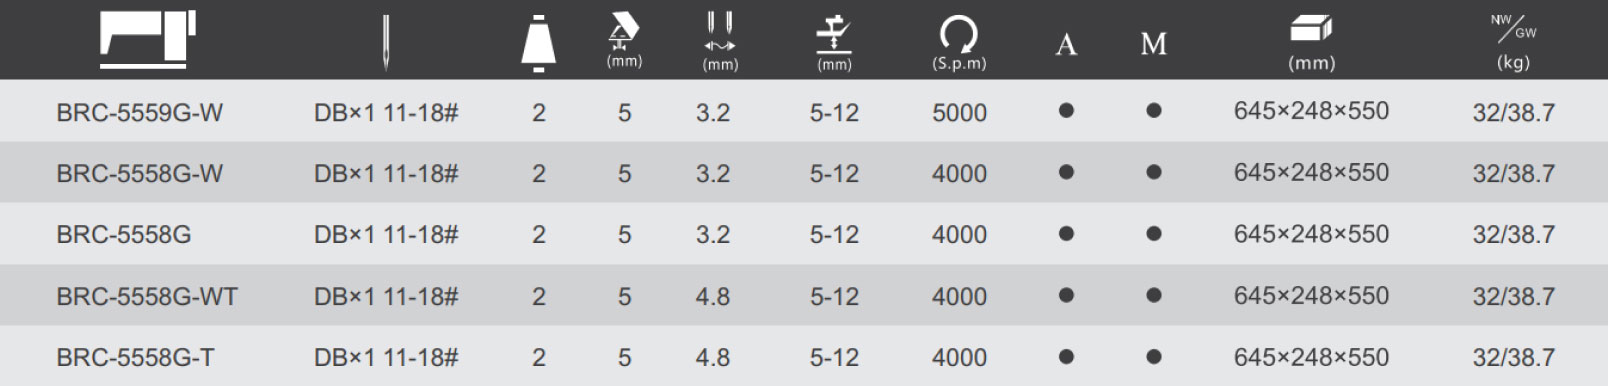 (mm) (mm) (mm) (S.p.m) A M (mm) NW/GW (kg)
BRC-5559G-W DB×1 11-18# 2 5 3.2 5-12 5000 ● ● 645×248×550 32/38.7
BRC-5558G-W DB×1 11-18# 2 5 3.2 5-12 4000 ● ● 645×248×550 32/38.7
BRC-5558G DB×1 11-18# 2 5 3.2 5-12 4000 ● ● 645×248×550 32/38.7
BRC-5558G-WT DB×1 11-18# 2 5 4.8 5-12 4000 ● ● 645×248×550 32/38.7
BRC-5558G-T DB×1 11-18# 2 5 4.8 5-12 4000 ● ● 645×248×550 32/38.7